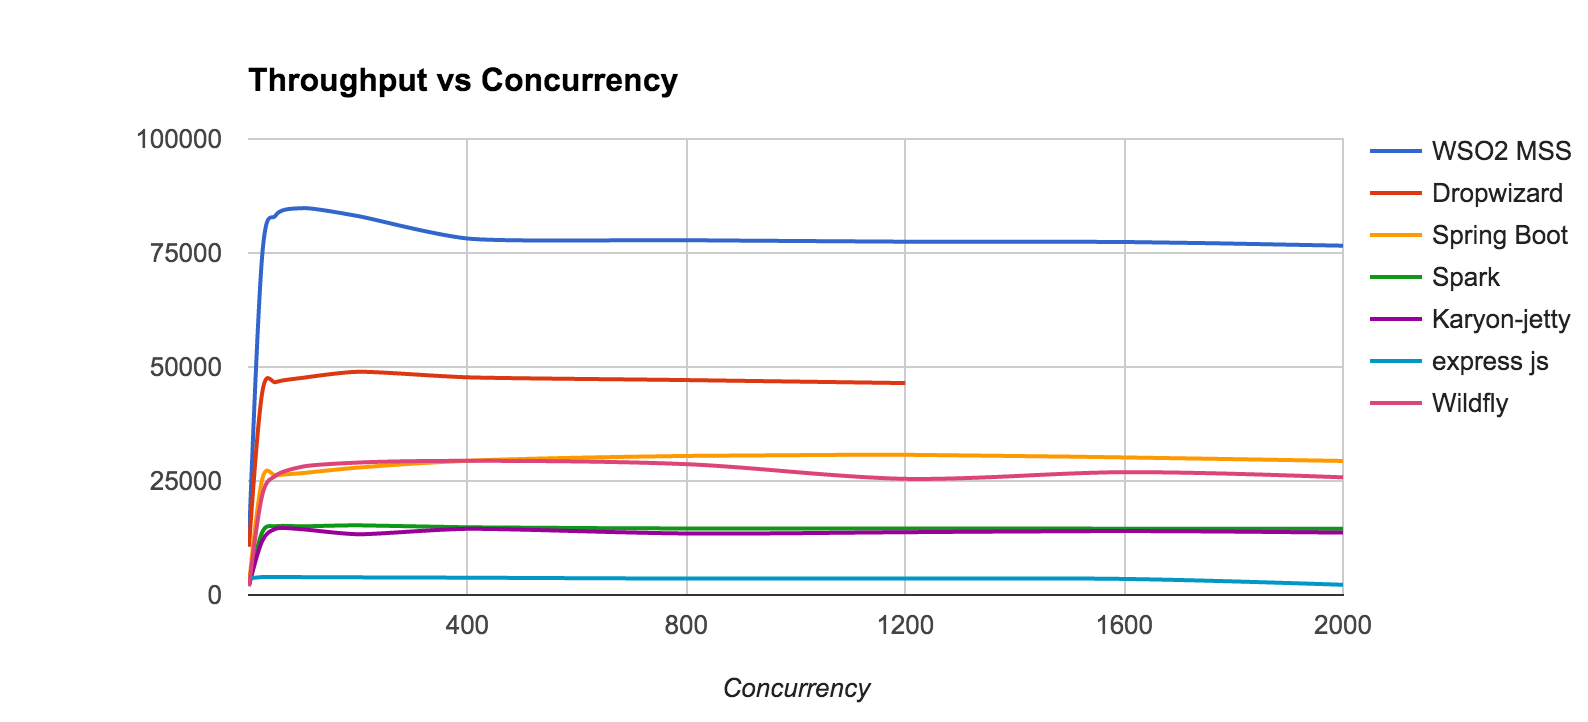 Throughput vs Concurrency
100000
75000
50000
25000
0
400
800
1200
1600
2000
Concurrency
WSO2 MSS
Dropwizard
Spring Boot
Spark
Karyon-jetty
express js
Wildfly